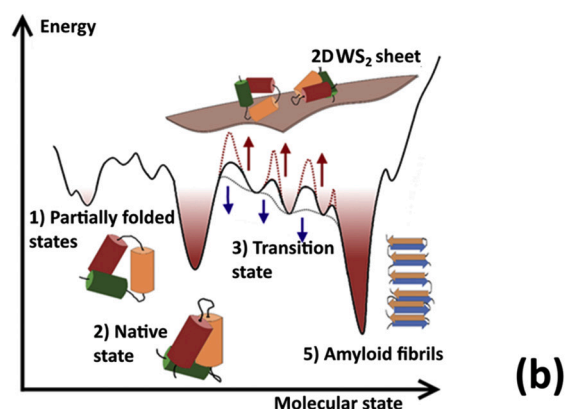 Energy
2D WS₂ sheet
1) Partially folded
states
3) Transition
state
2) Native
state
5) Amyloid fibrils
(b)
Molecular state